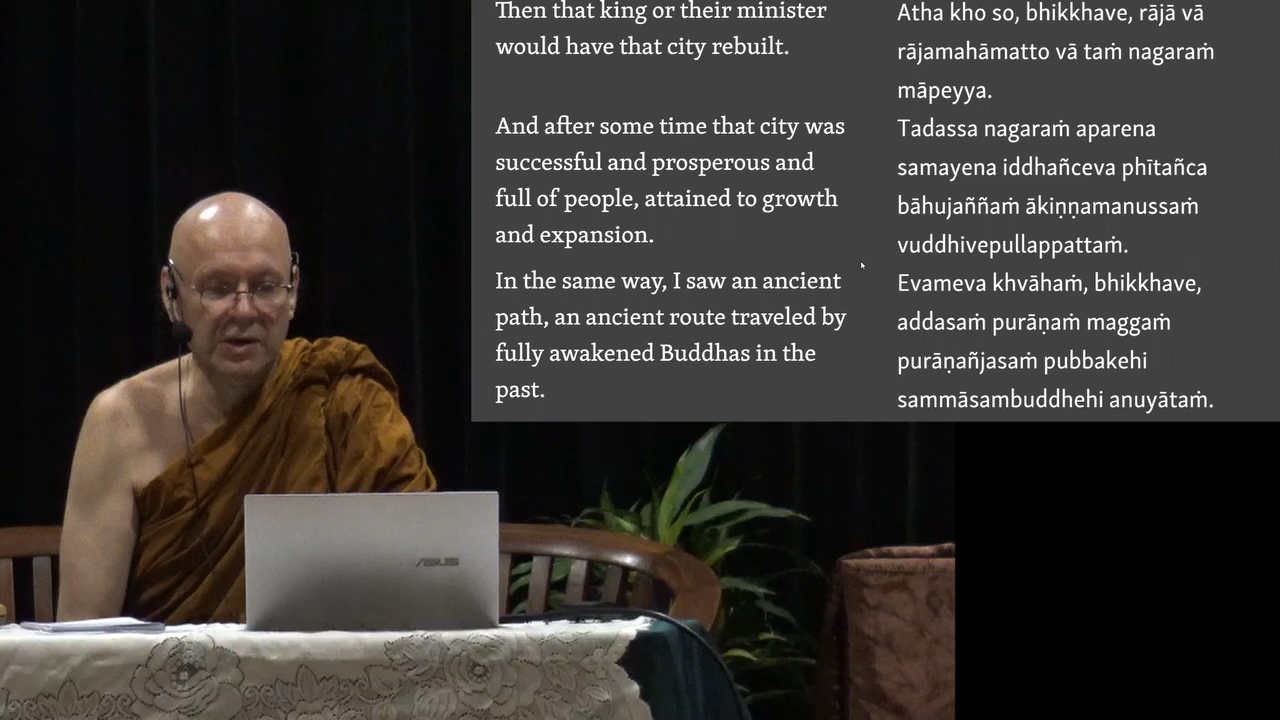 Then that king or their minister
would have that city rebuilt.
And after some time that city was
successful and prosperous and
full of people, attained to growth
and expansion.
In the same way, I saw an ancient
path, an ancient route traveled by
fully awakened Buddhas in the
past.
Atha kho so, bhikkhave, rājā vā
rājamahāmatto vā taṁ nagaraṁ
māpeyya.
Tadassa nagaraṁ aparena
samayena iddhañceva phītañca
bāhujaññaṁ ākiṇṇamanussaṁ
vuddhivepullappattaṁ.
Evameva khvāhaṁ, bhikkhave,
addasaṁ purāṇaṁ maggaṁ
purāṇañjasaṁ pubbakehi
sammāsambuddhehi anuyātaṁ.
ASUS